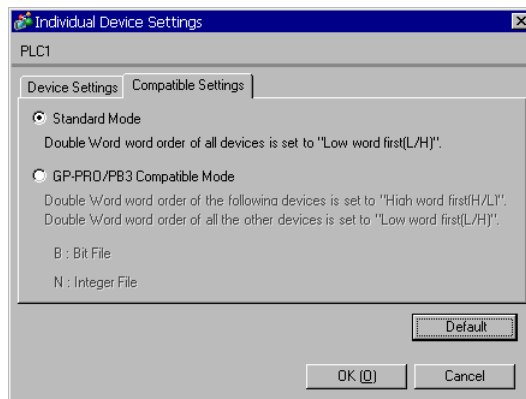 Individual Device Settings
PLC1
Device Settings
Compatible Settings
Standard Mode
Double Word word order of all devices is set to "Low word first(L/H)".
GP-PRO/PB3 Compatible Mode
Double Word word order of the following devices is set to "High word first(H/L)".
Double Word word order of all the other devices is set to "Low word first(L/H)".
B : Bit File
N : Integer File
Default
OK (O)
Cancel